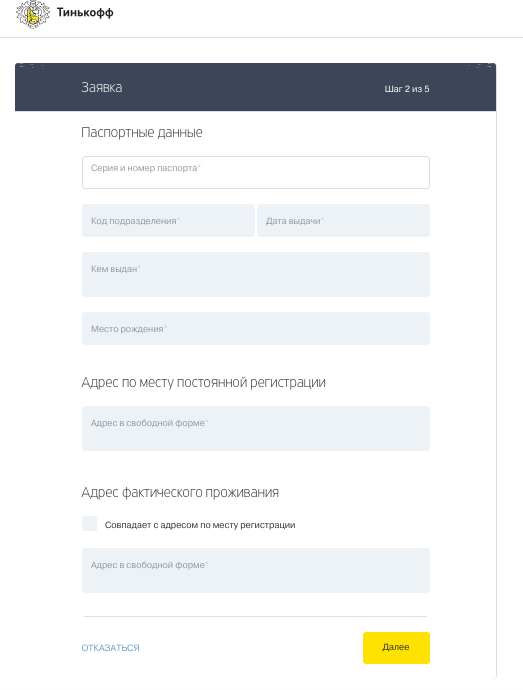 Тинькофф
Заявка
Шаг 2 из 5
Паспортные данные
Серия и номер паспорта*
Код подразделения*
Дата выдачи*
Кем выдан*
Место рождения*
Адрес по месту постоянной регистрации
Адрес в свободной форме*
Адрес фактического проживания
Совпадает с адресом по месту регистрации
Адрес в свободной форме*
ОТКАЗАТЬСЯ
Далее